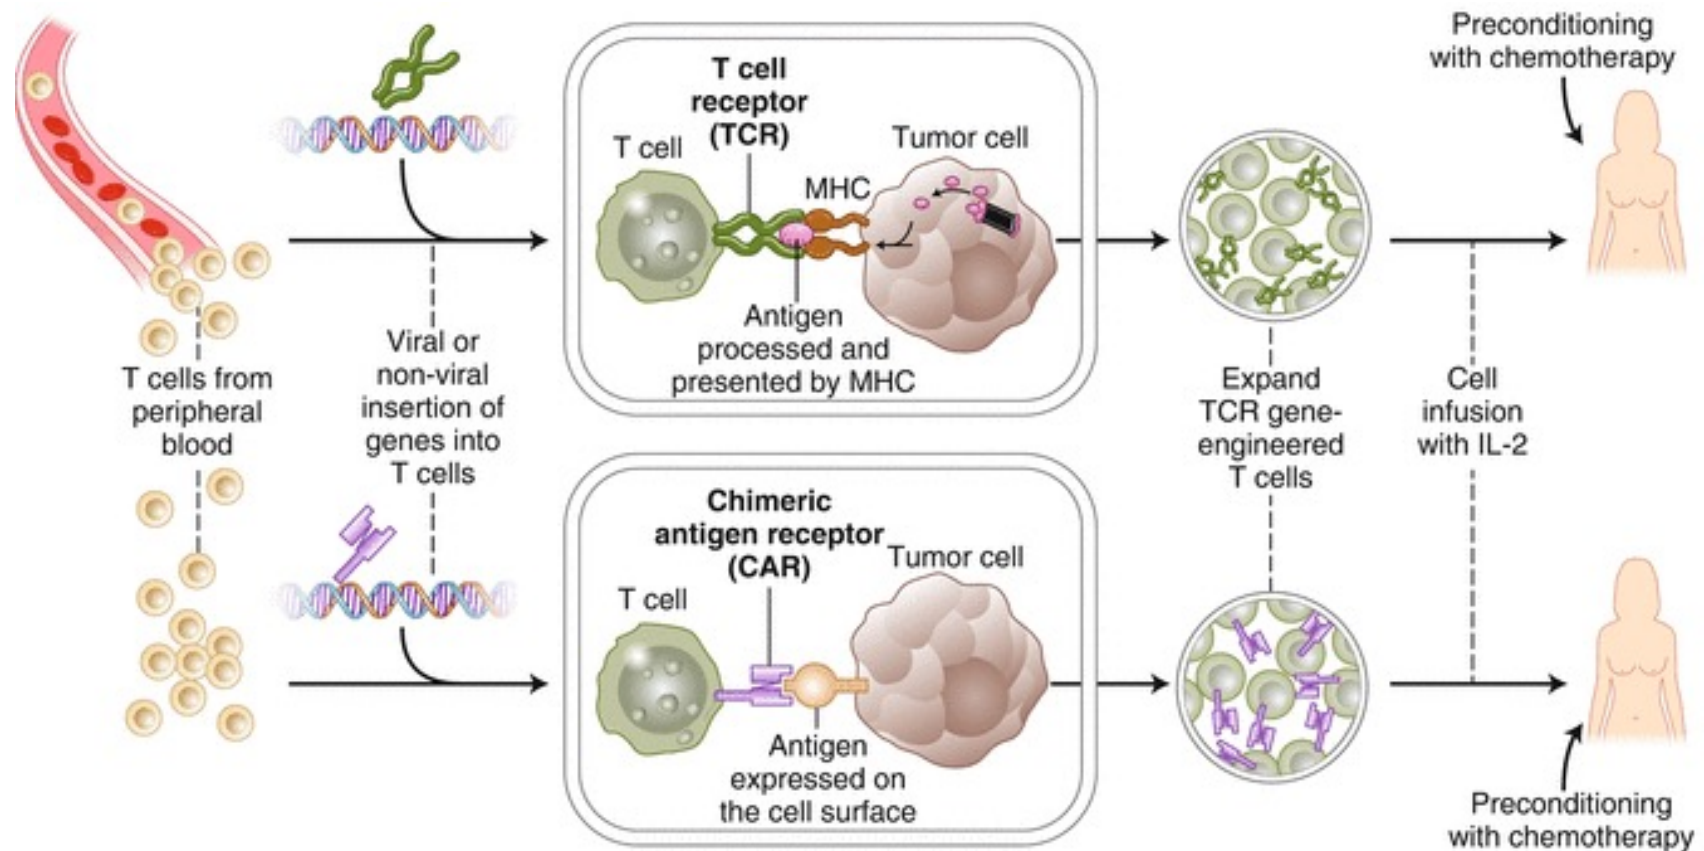 Preconditioning
with chemotherapy
T cell
receptor
(TCR)
T cell
Tumor cell
MHC
Antigen
processed and
presented by MHC
T cells from
peripheral
blood
Viral or
non-viral
insertion of
genes into
T cells
Expand
TCR gene-
engineered
T cells
Cell
infusion
with IL-2
Chimeric
antigen receptor
(CAR)
T cell
Tumor cell
Antigen
expressed on
the cell surface
Preconditioning
with chemotherapy